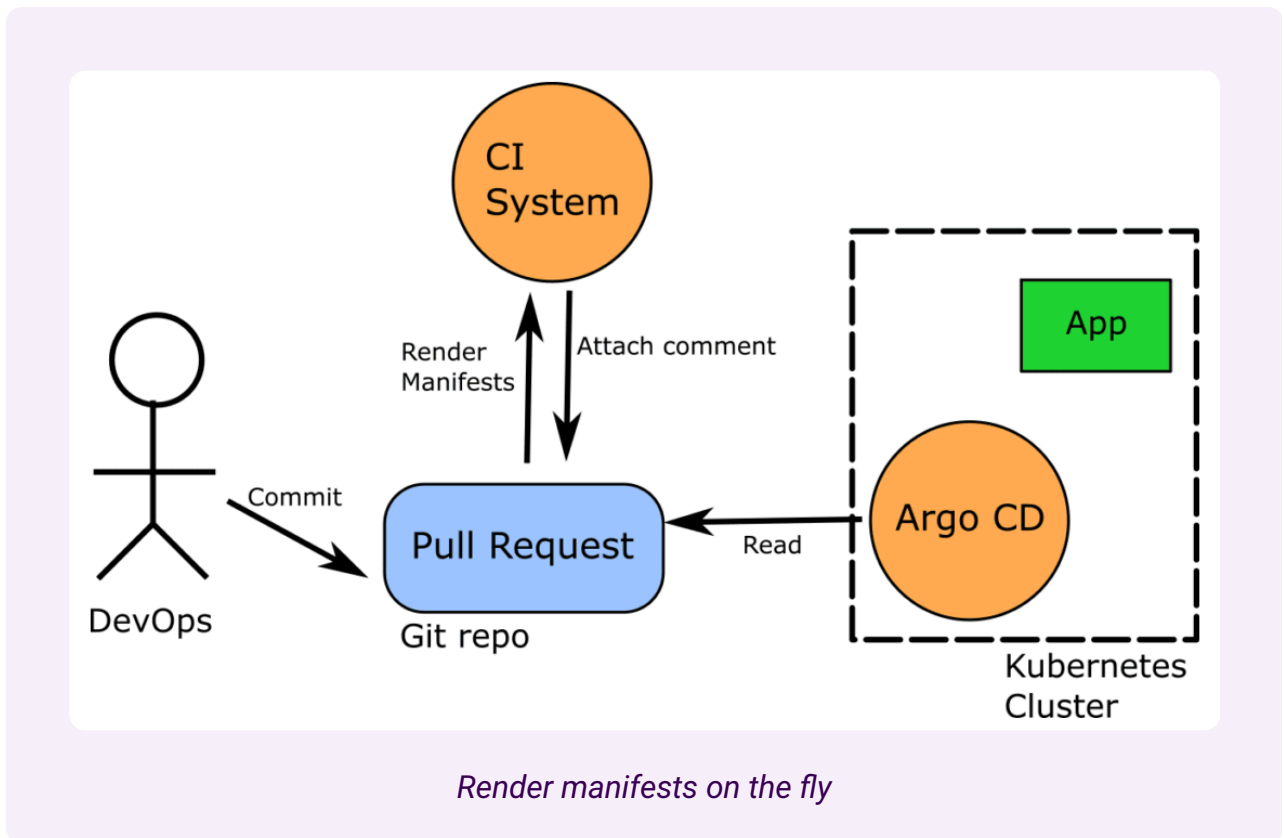 CI
System
Render
Manifests
Attach comment
App
Commit
Pull Request
Argo CD
Read
DevOps
Git repo
Kubernetes
Cluster
Render manifests on the fly